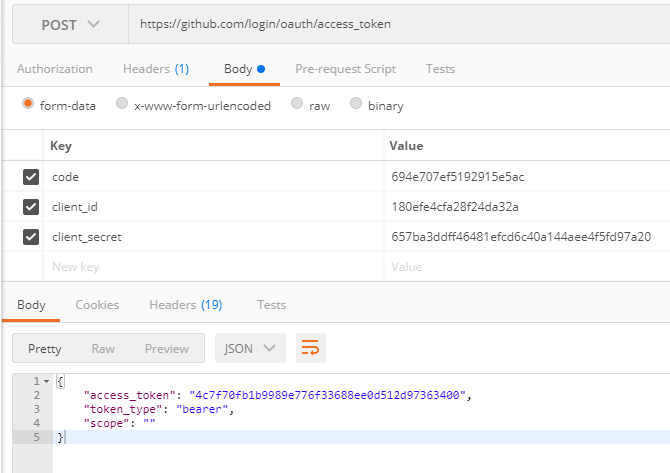 POST https://github.com/login/oauth/access_token
Authorization Headers (1) Body Pre-request Script Tests
form-data x-www-form-urlencoded raw binary
Key Value
code 694e707ef5192915e5ac
client_id 180efe4cfa28f24da32a
client_secret 657ba3ddff46481efcd6c40a144aee4f5fd97a20
New key Value
Body Cookies Headers (19) Tests
Pretty Raw Preview JSON
1 {
2 "access_token": "4c7f70fb1b9989e776f33688ee0d512d97363400",
3 "token_type": "bearer",
4 "scope": ""
5 }